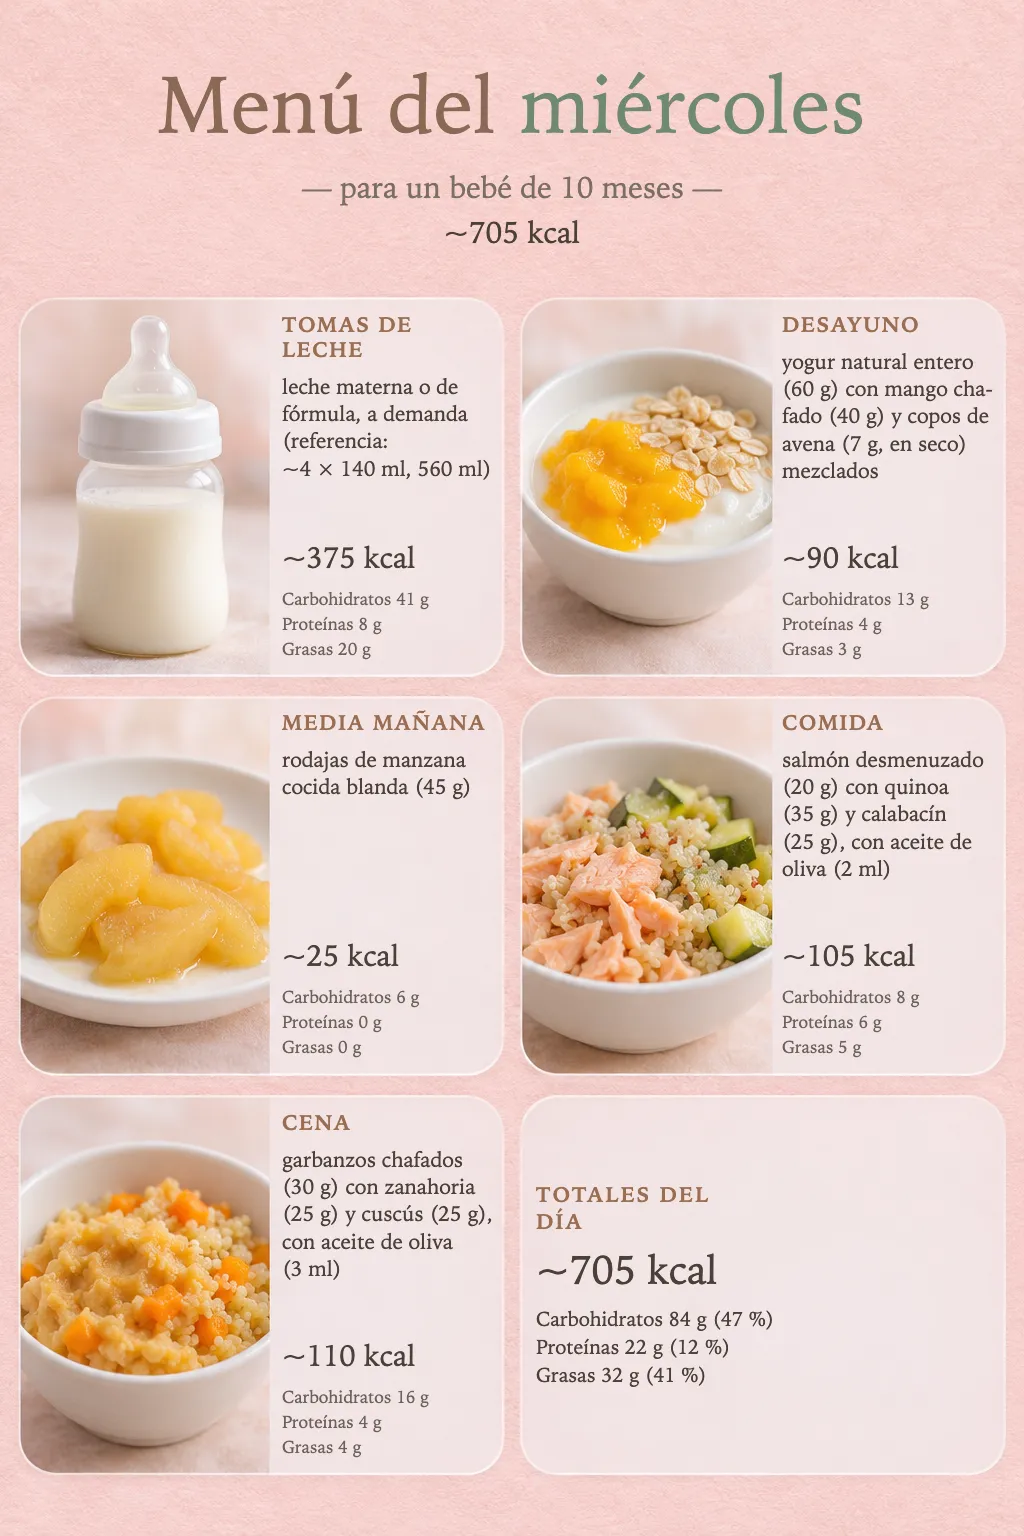 Menú del miércoles
— para un bebé de 10 meses —
~705 kcal
TOMAS DE
LECHE
leche materna o de
fórmula, a demanda
(referencia:
~4 × 140 ml, 560 ml)
~375 kcal
Carbohidratos 41 g
Proteínas 8 g
Grasas 20 g
DESAYUNO
yogur natural entero
(60 g) con mango cha-
fado (40 g) y copos de
avena (7 g, en seco)
mezclados
~90 kcal
Carbohidratos 13 g
Proteínas 4 g
Grasas 3 g
MEDIA MAÑANA
rodajas de manzana
cocida blanda (45 g)
~25 kcal
Carbohidratos 6 g
Proteínas 0 g
Grasas 0 g
COMIDA
salmón desmenuzado
(20 g) con quinoa
(35 g) y calabacín
(25 g), con aceite de
oliva (2 ml)
~105 kcal
Carbohidratos 8 g
Proteínas 6 g
Grasas 5 g
CENA
garbanzos chafados
(30 g) con zanahoria
(25 g) y cuscús (25 g),
con aceite de oliva
(3 ml)
~110 kcal
Carbohidratos 16 g
Proteínas 4 g
Grasas 4 g
TOTALES DEL
DÍA
~705 kcal
Carbohidratos 84 g (47 %)
Proteínas 22 g (12 %)
Grasas 32 g (41 %)